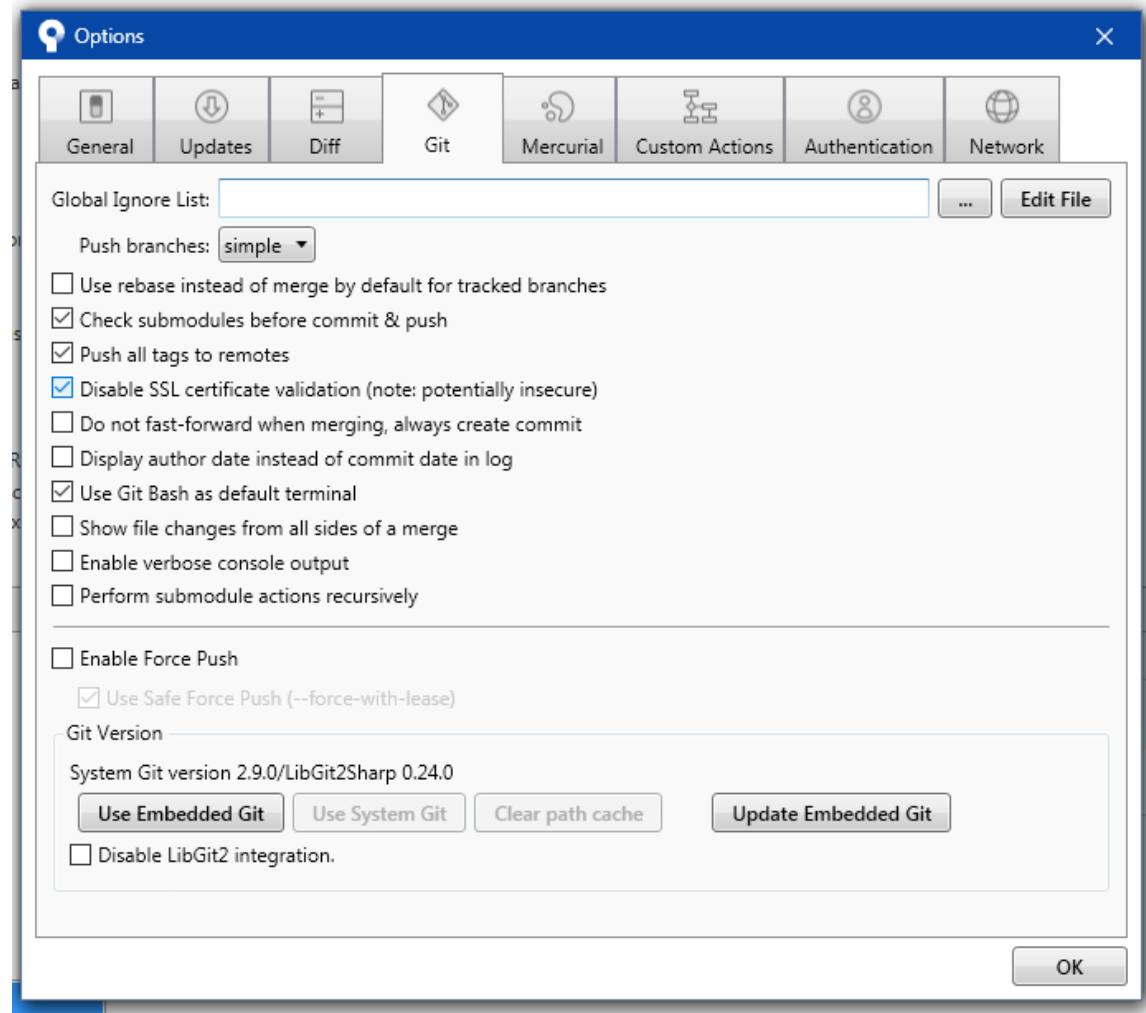 Options
General
Updates
Diff
Git
Mercurial
Custom Actions
Authentication
Network
Global Ignore List:
...
Edit File
Push branches:
simple
Use rebase instead of merge by default for tracked branches
Check submodules before commit & push
Push all tags to remotes
Disable SSL certificate validation (note: potentially insecure)
Do not fast-forward when merging, always create commit
Display author date instead of commit date in log
Use Git Bash as default terminal
Show file changes from all sides of a merge
Enable verbose console output
Perform submodule actions recursively
Enable Force Push
Use Safe Force Push (--force-with-lease)
Git Version
System Git version 2.9.0/LibGit2Sharp 0.24.0
Use Embedded Git
Use System Git
Clear path cache
Update Embedded Git
Disable LibGit2 integration.
OK